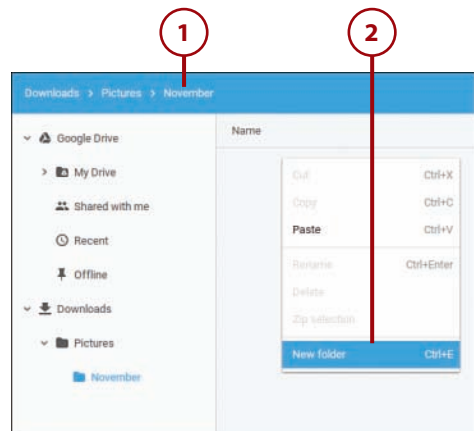 1 2
Downloads > Pictures > November
Google Drive
My Drive
Shared with me
Recent
Offline
Downloads
Pictures
November
Name
Cut Ctrl+X
Copy Ctrl+C
Paste Ctrl+V
Rename Ctrl+Enter
Delete
Zip selection
New folder Ctrl+E